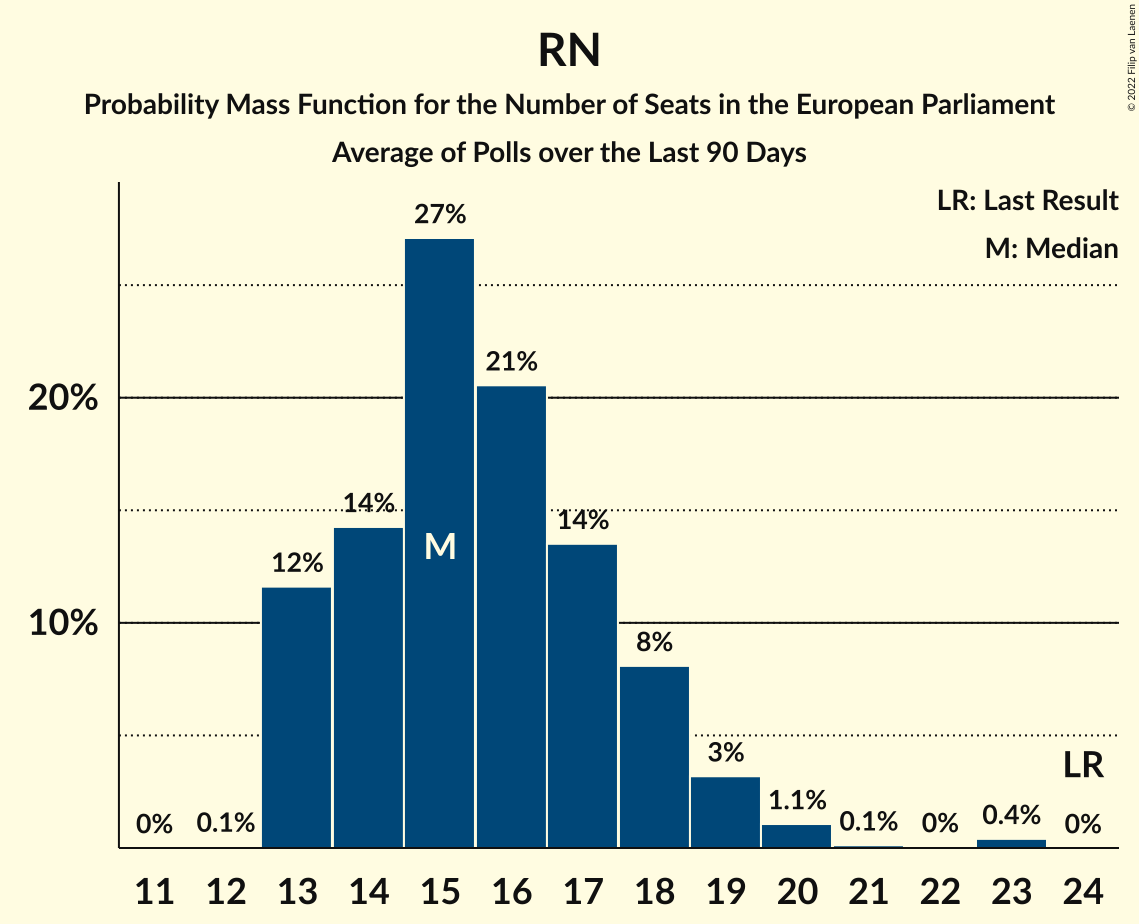 RN
Probability Mass Function for the Number of Seats in the European Parliament
Average of Polls over the Last 90 Days
© 2022 Filip van Laenen
LR: Last Result
M: Median
27%
21%
20%
14%
14%
M
12%
10%
8%
3%
LR
1.1%
0.4%
0%
0.1%
0.1%
0%
0%
11 12 13 14 15 16 17 18 19 20 21 22 23 24